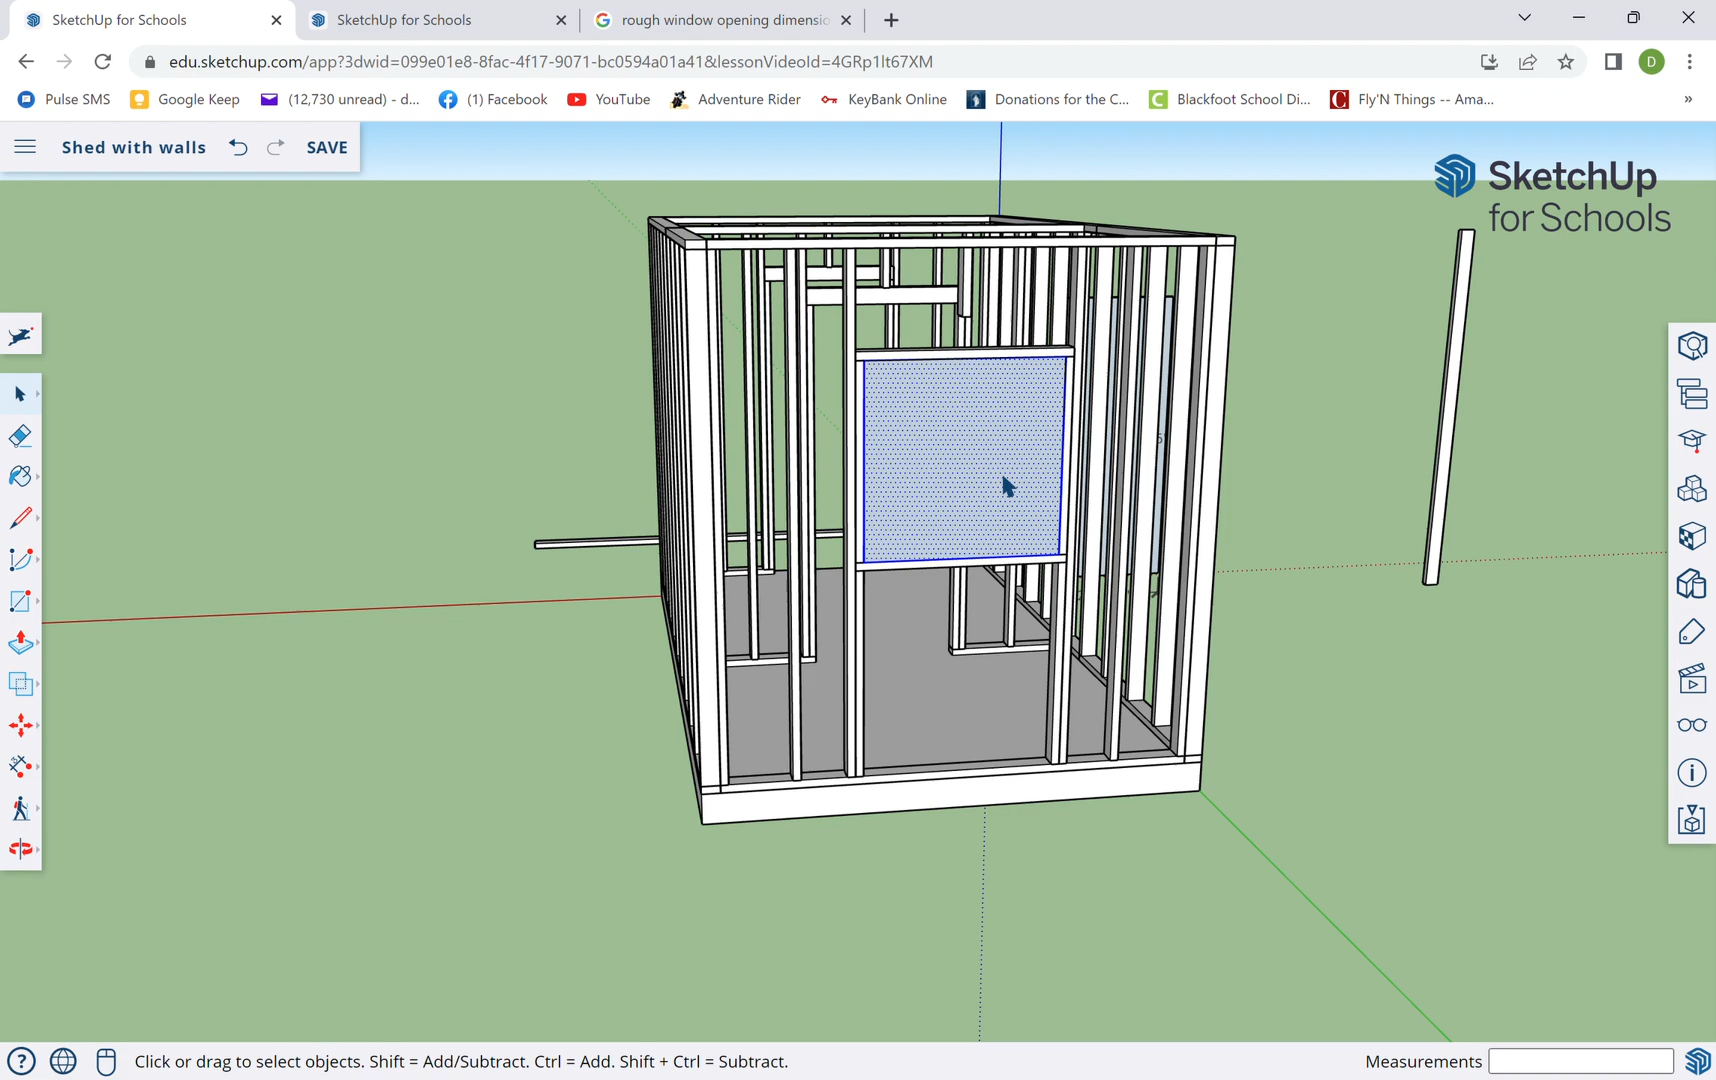 SketchUp for Schools
SketchUp for Schools
rough window opening dimensio
edu.sketchup.com/app?3dwid=099e01e8-8fac-4f17-9071-bc0594a01a41&lessonVideoId=4GRp1lt67XM
D
Pulse SMS
Google Keep
(12,730 unread) - d...
(1) Facebook
YouTube
Adventure Rider
KeyBank Online
Donations for the C...
Blackfoot School Di...
Fly'N Things -- Ama...
»
Shed with walls
SAVE
SketchUp
for Schools
Click or drag to select objects. Shift = Add/Subtract. Ctrl = Add. Shift + Ctrl = Subtract.
Measurements